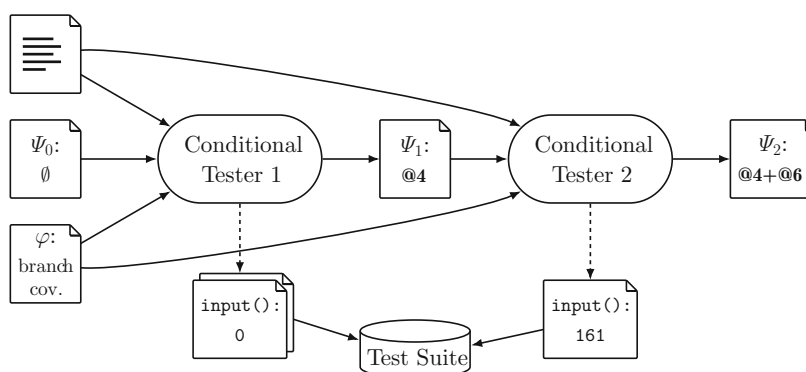 Ψ₀:
∅
φ:
branch
cov.
Conditional
Tester 1
Ψ₁:
@4
Conditional
Tester 2
Ψ₂:
@4+@6
input():
0
Test Suite
input():
161